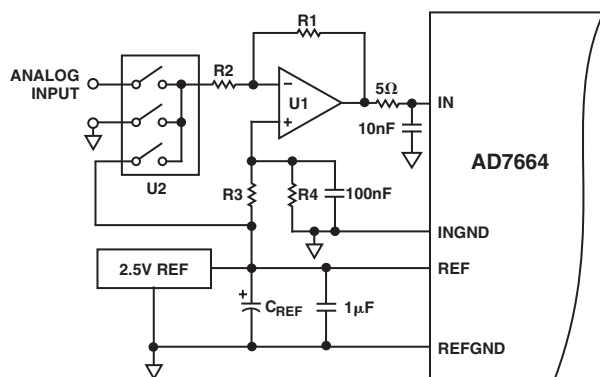 R1
ANALOG
INPUT
R2
−
U1
+
5Ω
IN
10nF
AD7664
U2
R3
R4
100nF
INGND
2.5V REF
REF
+
CREF
1μF
REFGND